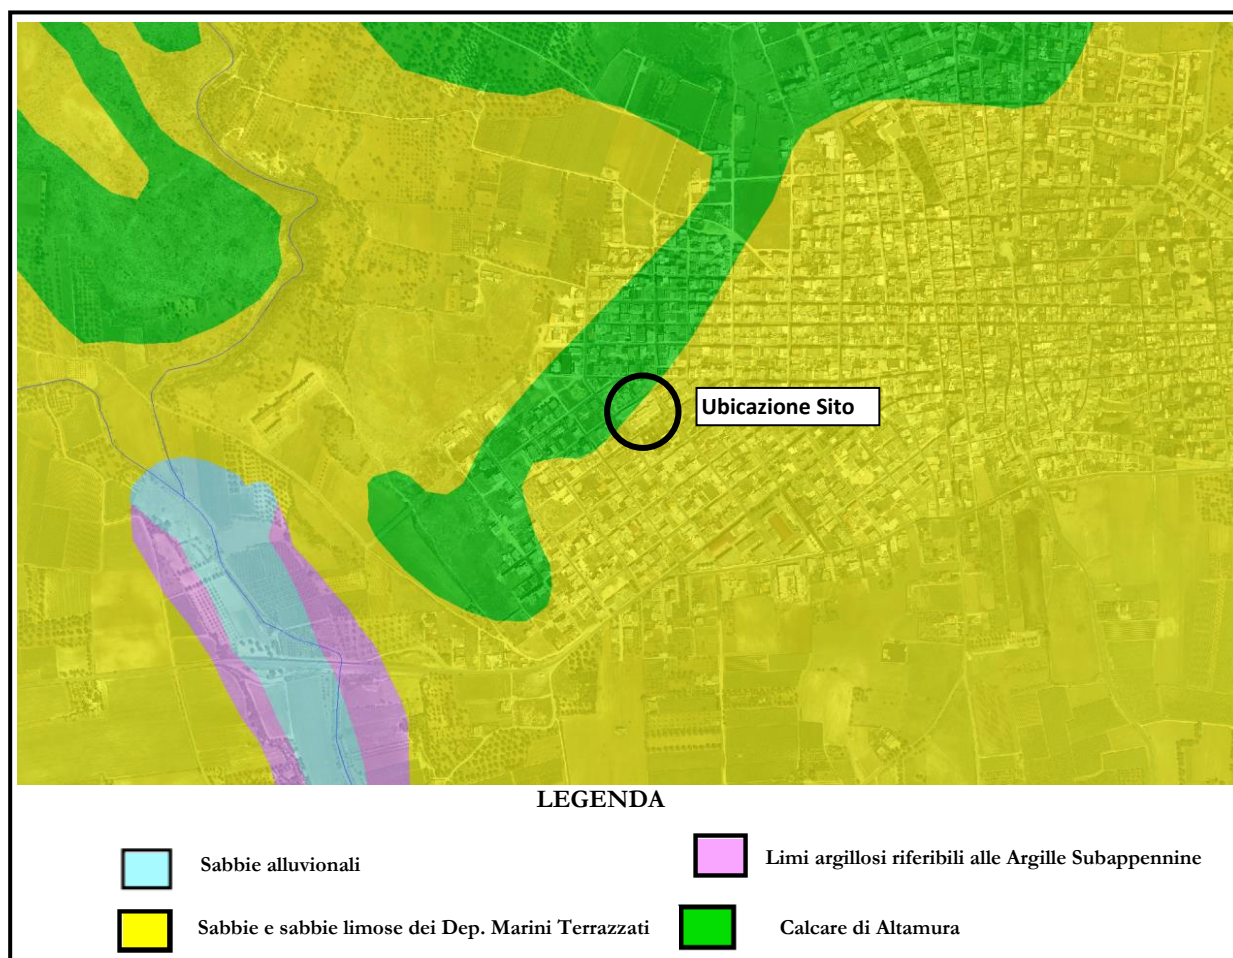 Ubicazione Sito
LEGENDA
Sabbie alluvionali
Limi argillosi riferibili alle Argille Subappennine
Sabbie e sabbie limose dei Dep. Marini Terrazzati
Calcare di Altamura